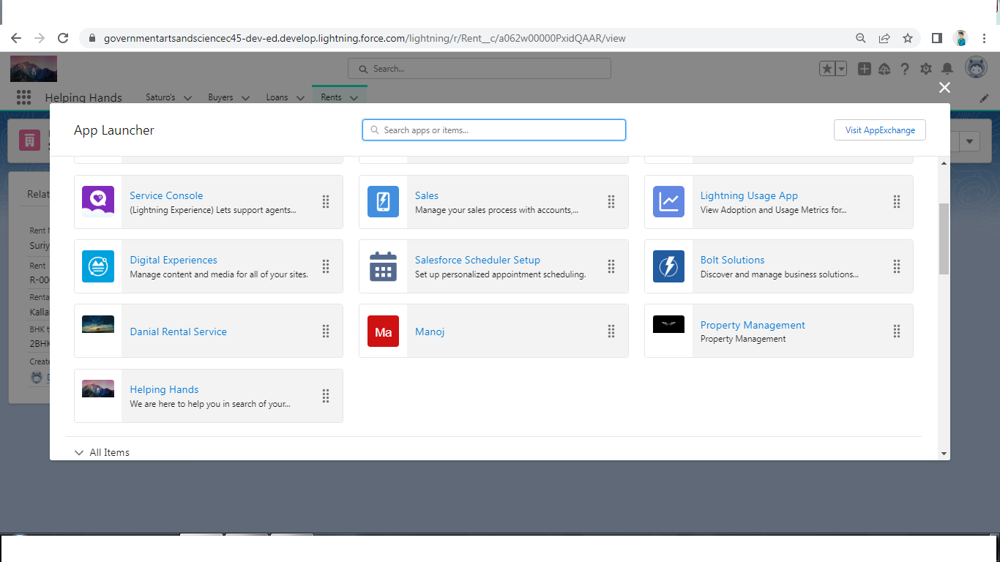 governmentartsandsciencec45-dev-ed.develop.lightning.force.com/lightning/r/Rent__c/a062w00000PxidQAAR/view
Search...
Helping Hands
Saturo's
Buyers
Loans
Rents
App Launcher
Search apps or items...
Visit AppExchange
Service Console
(Lightning Experience) Lets support agents...
Sales
Manage your sales process with accounts,...
Lightning Usage App
View Adoption and Usage Metrics for...
Digital Experiences
Manage content and media for all of your sites.
Salesforce Scheduler Setup
Set up personalized appointment scheduling.
Bolt Solutions
Discover and manage business solutions...
Danial Rental Service
Ma
Manoj
Property Management
Property Management
Helping Hands
We are here to help you in search of your...
All Items
Relat
Rent
Suriy
Rent
R-00
Renta
Kalla
BHK t
2BHK
Create